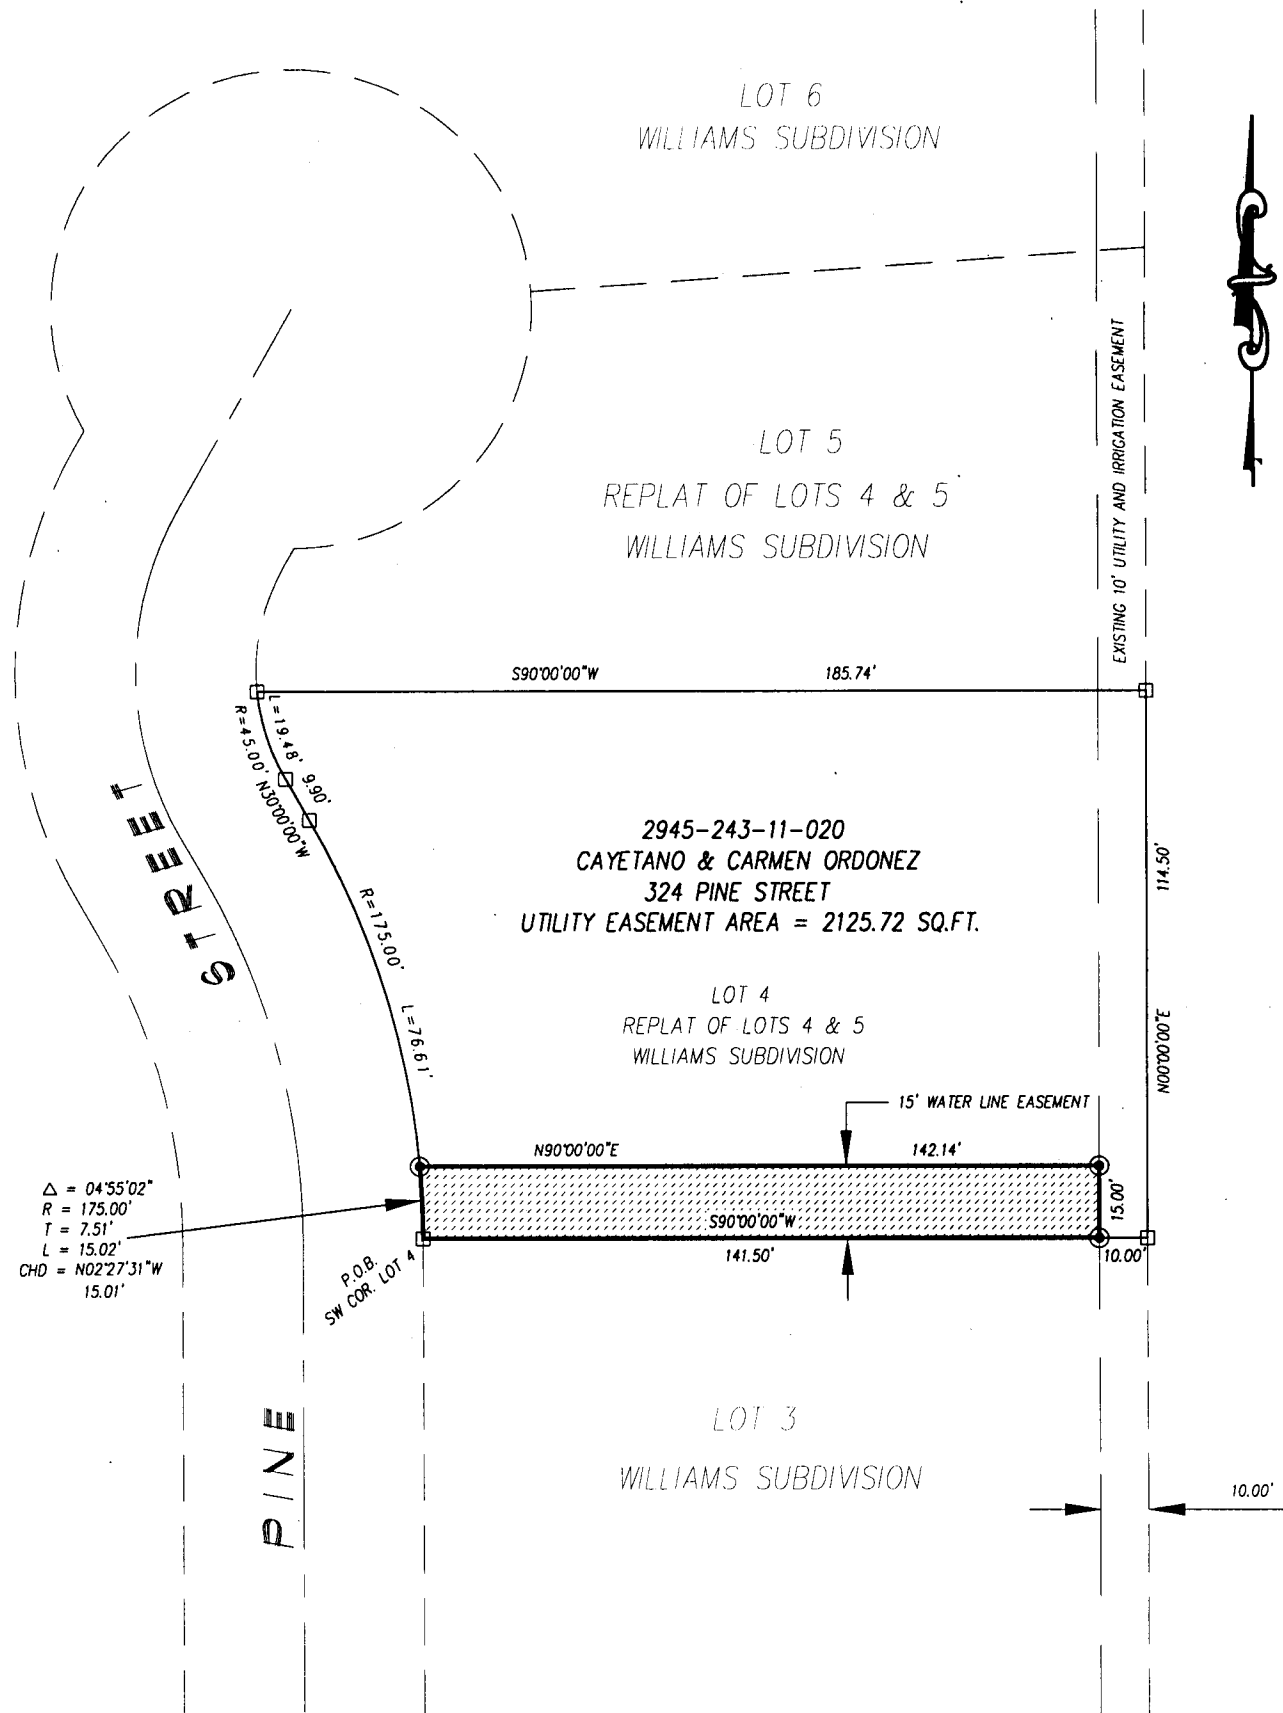 LOT 6
WILLIAMS SUBDIVISION
EXISTING 10' UTILITY AND IRRIGATION EASEMENT
LOT 5
REPLAT OF LOTS 4 & 5
WILLIAMS SUBDIVISION
S90°00'00"W 185.74'
L=19.48' 9.90'
R=45.00' N30°00'00"W
STREET
2945-243-11-020
CAYETANO & CARMEN ORDONEZ
324 PINE STREET
UTILITY EASEMENT AREA = 2125.72 SQ.FT.
114.50'
N00°00'00"E
R=175.00'
L=76.61'
LOT 4
REPLAT OF LOTS 4 & 5
WILLIAMS SUBDIVISION
15' WATER LINE EASEMENT
N90°00'00"E 142.14'
Δ = 04°55'02"
R = 175.00'
T = 7.51'
L = 15.02'
CHD = N02°27'31"W
15.01'
S90°00'00"W
15.00'
141.50'
10.00'
P.O.B.
SW COR. LOT 4
PINE
LOT 3
WILLIAMS SUBDIVISION
10.00'